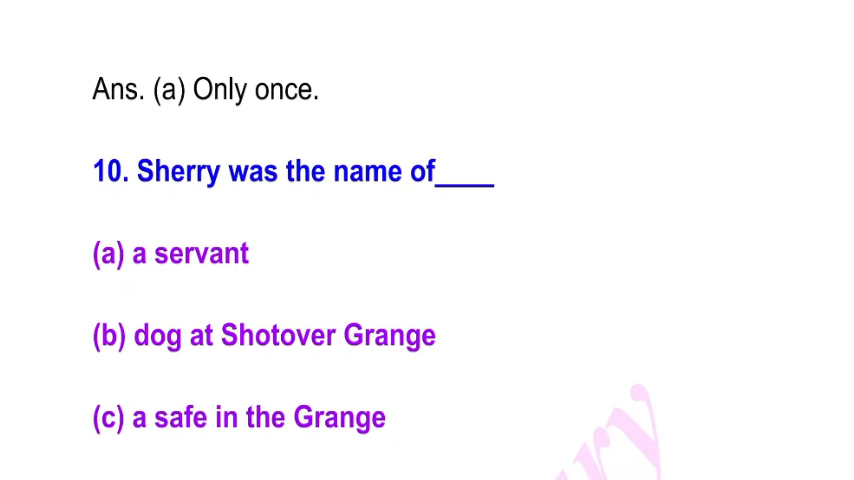 Ans. (a) Only once.
10. Sherry was the name of____
(a) a servant
(b) dog at Shotover Grange
(c) a safe in the Grange